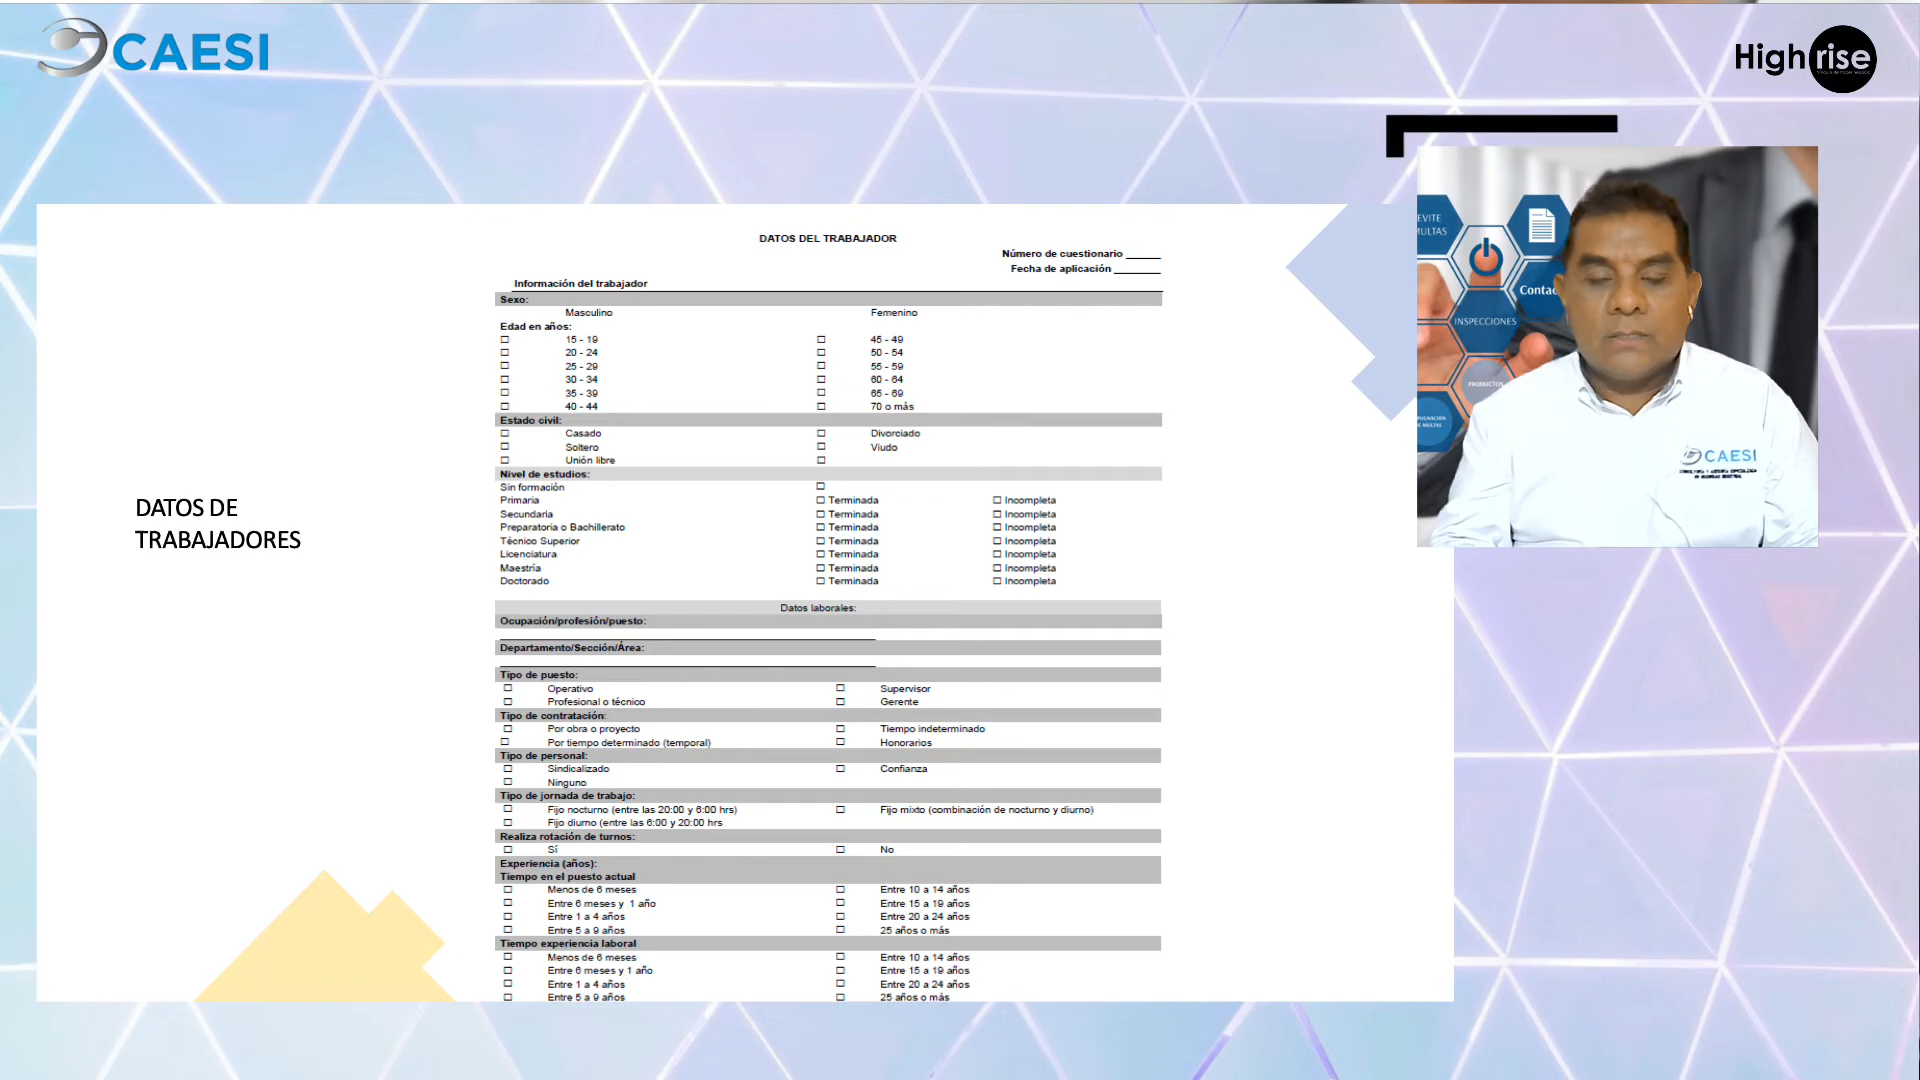 CAESI
High rise
DATOS DEL TRABAJADOR
Número de cuestionario ______
Fecha de aplicación ________
Información del trabajador
Sexo:
Masculino Femenino
Edad en años:
☐ 15 - 19 ☐ 45 - 49
☐ 20 - 24 ☐ 50 - 54
☐ 25 - 29 ☐ 55 - 59
☐ 30 - 34 ☐ 60 - 64
☐ 35 - 39 ☐ 65 - 69
☐ 40 - 44 ☐ 70 o más
Estado civil:
☐ Casado ☐ Divorciado
☐ Soltero ☐ Viudo
☐ Unión libre ☐
Nivel de estudios:
Sin formación ☐
Primaria ☐ Terminada ☐ Incompleta
Secundaria ☐ Terminada ☐ Incompleta
Preparatoria o Bachillerato ☐ Terminada ☐ Incompleta
Técnico Superior ☐ Terminada ☐ Incompleta
Licenciatura ☐ Terminada ☐ Incompleta
Maestría ☐ Terminada ☐ Incompleta
Doctorado ☐ Terminada ☐ Incompleta
Datos laborales:
Ocupación/profesión/puesto:
Departamento/Sección/Área:
Tipo de puesto:
☐ Operativo ☐ Supervisor
☐ Profesional o técnico ☐ Gerente
Tipo de contratación:
☐ Por obra o proyecto ☐ Tiempo indeterminado
☐ Por tiempo determinado (temporal) ☐ Honorarios
Tipo de personal:
☐ Sindicalizado ☐ Confianza
☐ Ninguno
Tipo de jornada de trabajo:
☐ Fijo nocturno (entre las 20:00 y 6:00 hrs) ☐ Fijo mixto (combinación de nocturno y diurno)
☐ Fijo diurno (entre las 6:00 y 20:00 hrs
Realiza rotación de turnos:
☐ Sí ☐ No
Experiencia (años):
Tiempo en el puesto actual
☐ Menos de 6 meses ☐ Entre 10 a 14 años
☐ Entre 6 meses y 1 año ☐ Entre 15 a 19 años
☐ Entre 1 a 4 años ☐ Entre 20 a 24 años
☐ Entre 5 a 9 años ☐ 25 años o más
Tiempo experiencia laboral
☐ Menos de 6 meses ☐ Entre 10 a 14 años
☐ Entre 6 meses y 1 año ☐ Entre 15 a 19 años
☐ Entre 1 a 4 años ☐ Entre 20 a 24 años
☐ Entre 5 a 9 años ☐ 25 años o más
DATOS DE
TRABAJADORES
INSPECCIONES
PRODUCTOS
DE MULTAS
CAESI
CONSULTORIA Y ASESORIA ESPECIALIZADA
EN SEGURIDAD INDUSTRIAL